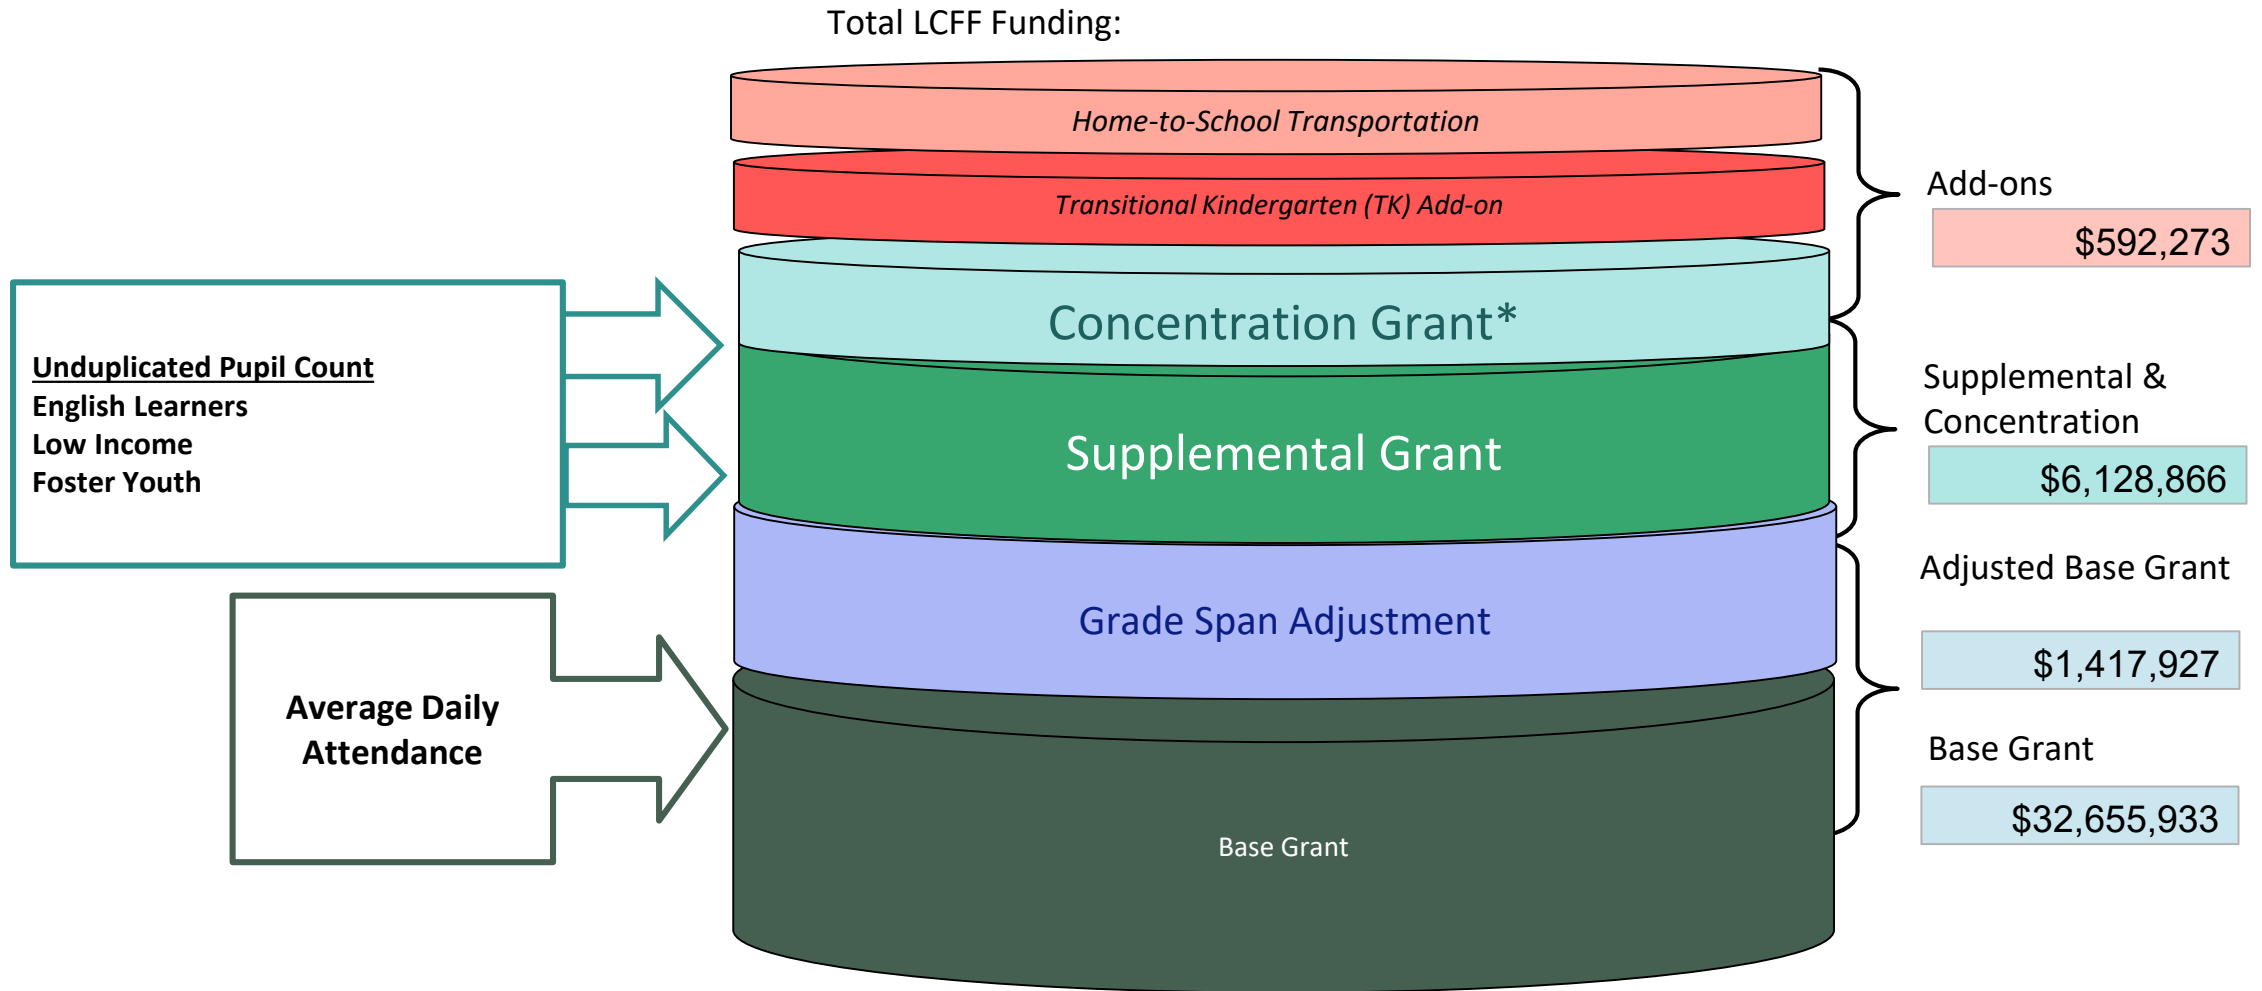 Total LCFF Funding:
Home-to-School Transportation
Transitional Kindergarten (TK) Add-on
Concentration Grant*
Supplemental Grant
Grade Span Adjustment
Base Grant
Unduplicated Pupil Count
English Learners
Low Income
Foster Youth
Average Daily
Attendance
Add-ons
$592,273
Supplemental &
Concentration
$6,128,866
Adjusted Base Grant
$1,417,927
Base Grant
$32,655,933